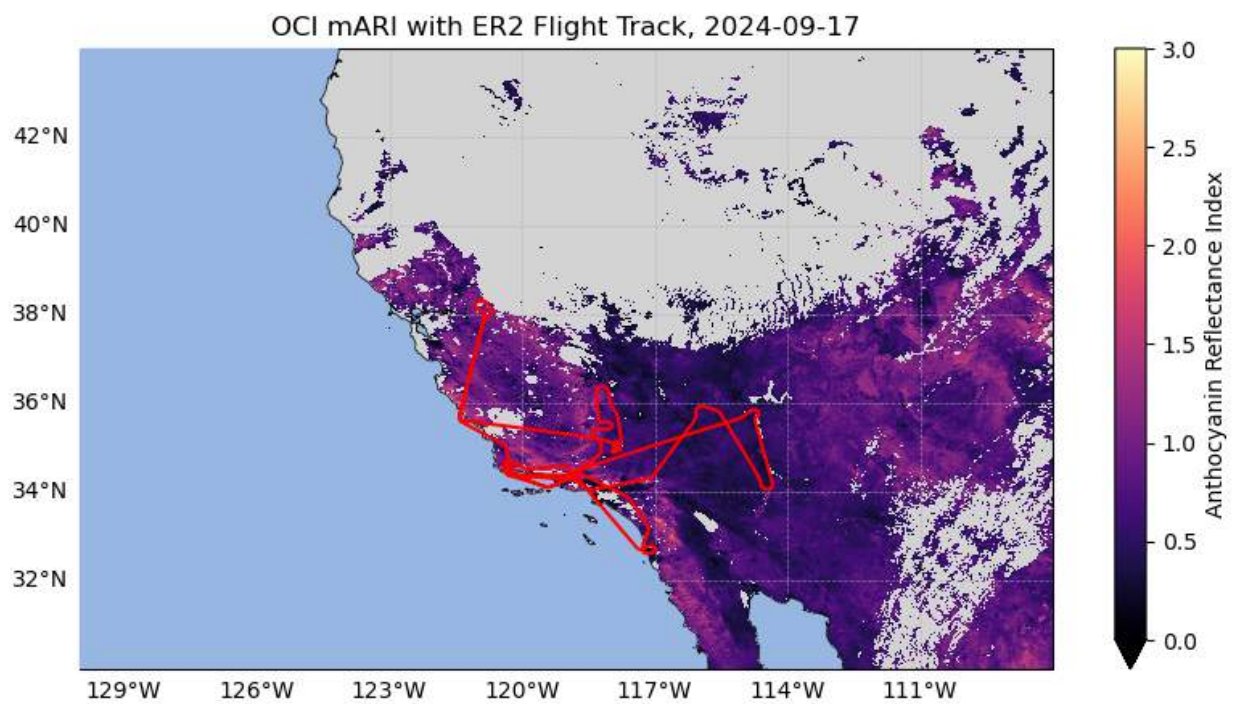 OCI mARI with ER2 Flight Track, 2024-09-17
42°N
40°N
38°N
36°N
34°N
32°N
129°W 126°W 123°W 120°W 117°W 114°W 111°W
3.0
2.5
2.0
1.5
1.0
0.5
0.0
Anthocyanin Reflectance Index